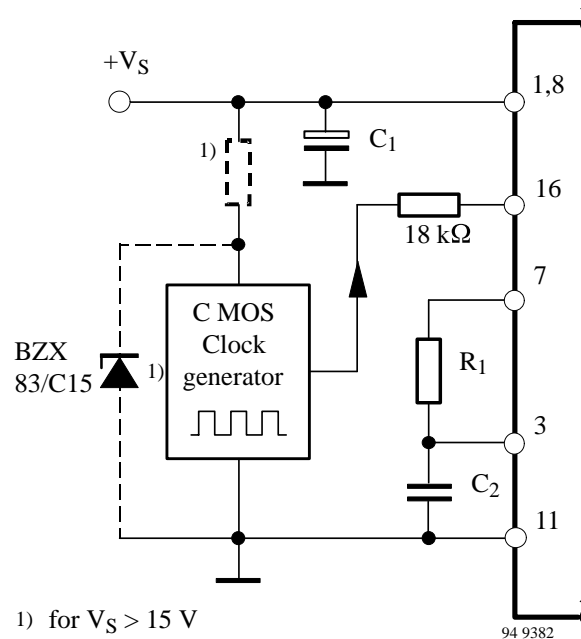 +VS
1,8
1)
C1
16
18 kΩ
7
C MOS
Clock
generator
BZX
83/C15
1)
R1
3
C2
11
1) for VS > 15 V
94 9382